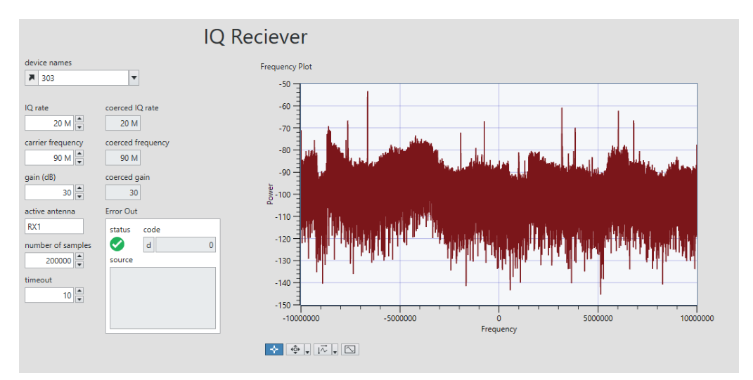 IQ Reciever
device names
303
IQ rate
coerced IQ rate
20 M
20 M
carrier frequency
coerced frequency
90 M
90 M
gain (dB)
coerced gain
30
30
active antenna
Error Out
RX1
status
code
d
0
number of samples
200000
source
timeout
10
Frequency Plot
-50
-60
-70
-80
-90
-100
-110
-120
-130
-140
-150
Power
-10000000
-5000000
0
5000000
10000000
Frequency